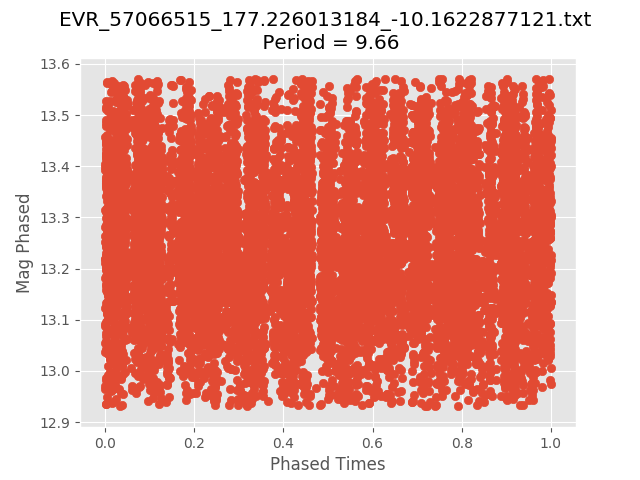 EVR_57066515_177.226013184_-10.1622877121.txt
Period = 9.66
13.6
13.5
13.4
13.3
13.2
13.1
13.0
12.9
Mag Phased
0.0 0.2 0.4 0.6 0.8 1.0
Phased Times